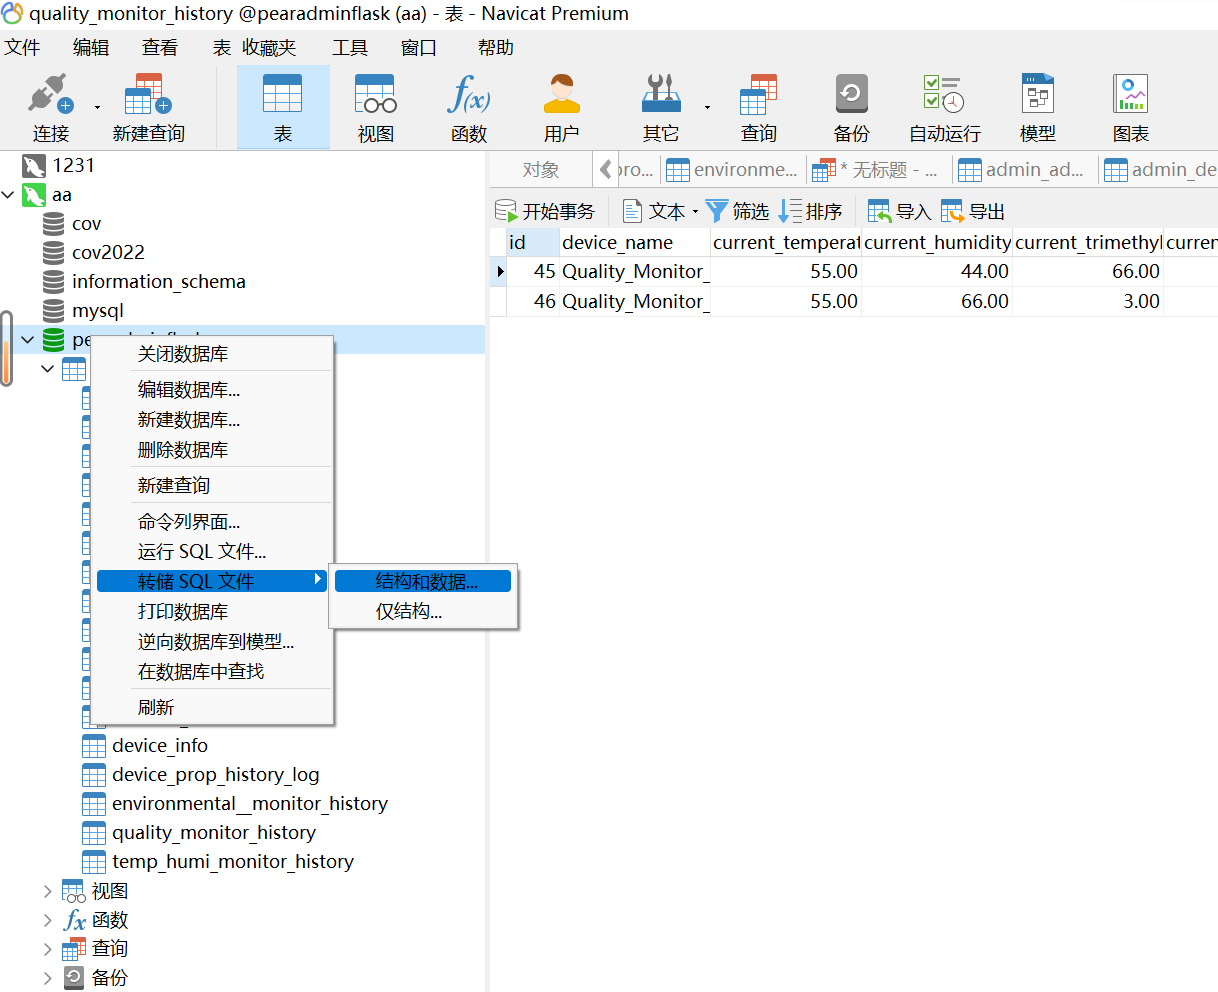 quality_monitor_history @pearadminflask (aa) - 表 - Navicat Premium
文件 编辑 查看 表 收藏夹 工具 窗口 帮助
连接 新建查询 表 视图 函数 用户 其它 查询 备份 自动运行 模型 图表
f(x)
1231
aa
cov
cov2022
information_schema
mysql
关闭数据库
编辑数据库...
新建数据库...
删除数据库
新建查询
命令列界面...
运行 SQL 文件...
转储 SQL 文件
打印数据库
逆向数据库到模型...
在数据库中查找
刷新
结构和数据...
仅结构...
device_info
device_prop_history_log
environmental__monitor_history
quality_monitor_history
temp_humi_monitor_history
视图
fx 函数
查询
备份
对象 pro... environme... * 无标题 - ... admin_ad... admin_de
开始事务 文本 筛选 排序 导入 导出
id device_name current_temperat current_humidity current_trimethyl curren
45 Quality_Monitor_ 55.00 44.00 66.00
46 Quality_Monitor_ 55.00 66.00 3.00